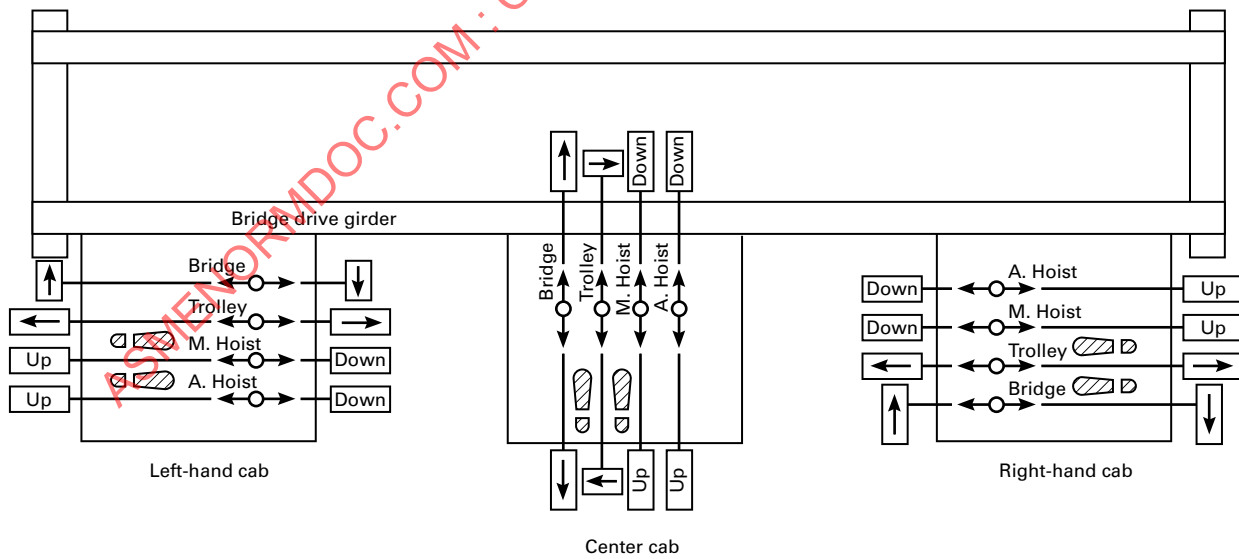 ASMENORMDOC.COM : C
Down
Down
Bridge drive girder
Bridge
Trolley
M. Hoist
A. Hoist
Up
Down
Up
Down
Left-hand cab
Bridge
Trolley
M. Hoist
A. Hoist
Up
Up
Center cab
A. Hoist
Down
Up
M. Hoist
Down
Up
Trolley
Bridge
Right-hand cab